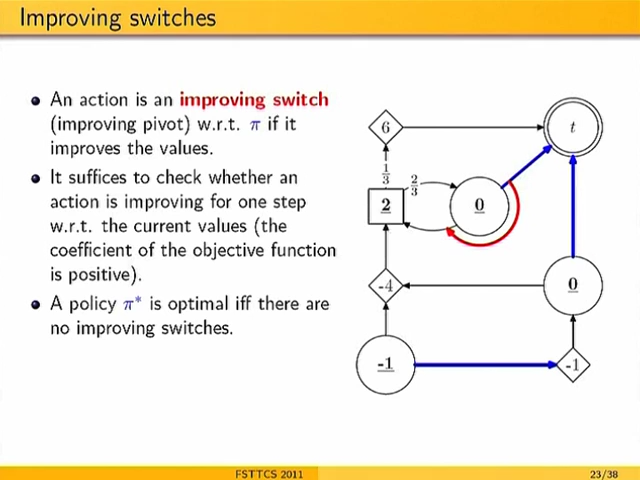 Improving switches
An action is an improving switch
(improving pivot) w.r.t. π if it
improves the values.
It suffices to check whether an
action is improving for one step
w.r.t. the current values (the
coefficient of the objective function
is positive).
A policy π* is optimal iff there are
no improving switches.
6
t
1/3
2/3
2
0
-4
0
-1
-1
FSTTCS 2011
23/38